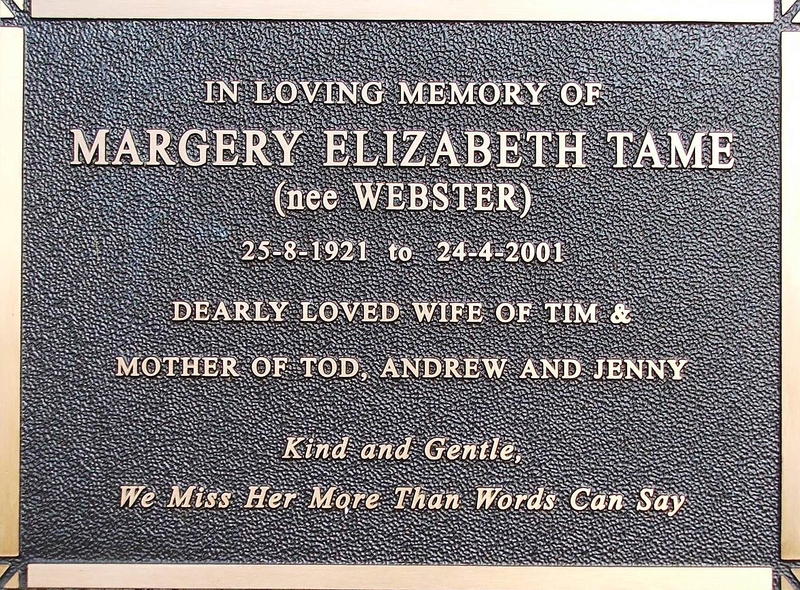 IN LOVING MEMORY OF
MARGERY ELIZABETH TAME
(nee WEBSTER)
25-8-1921 to 24-4-2001
DEARLY LOVED WIFE OF TIM &
MOTHER OF TOD, ANDREW AND JENNY
Kind and Gentle,
We Miss Her More Than Words Can Say